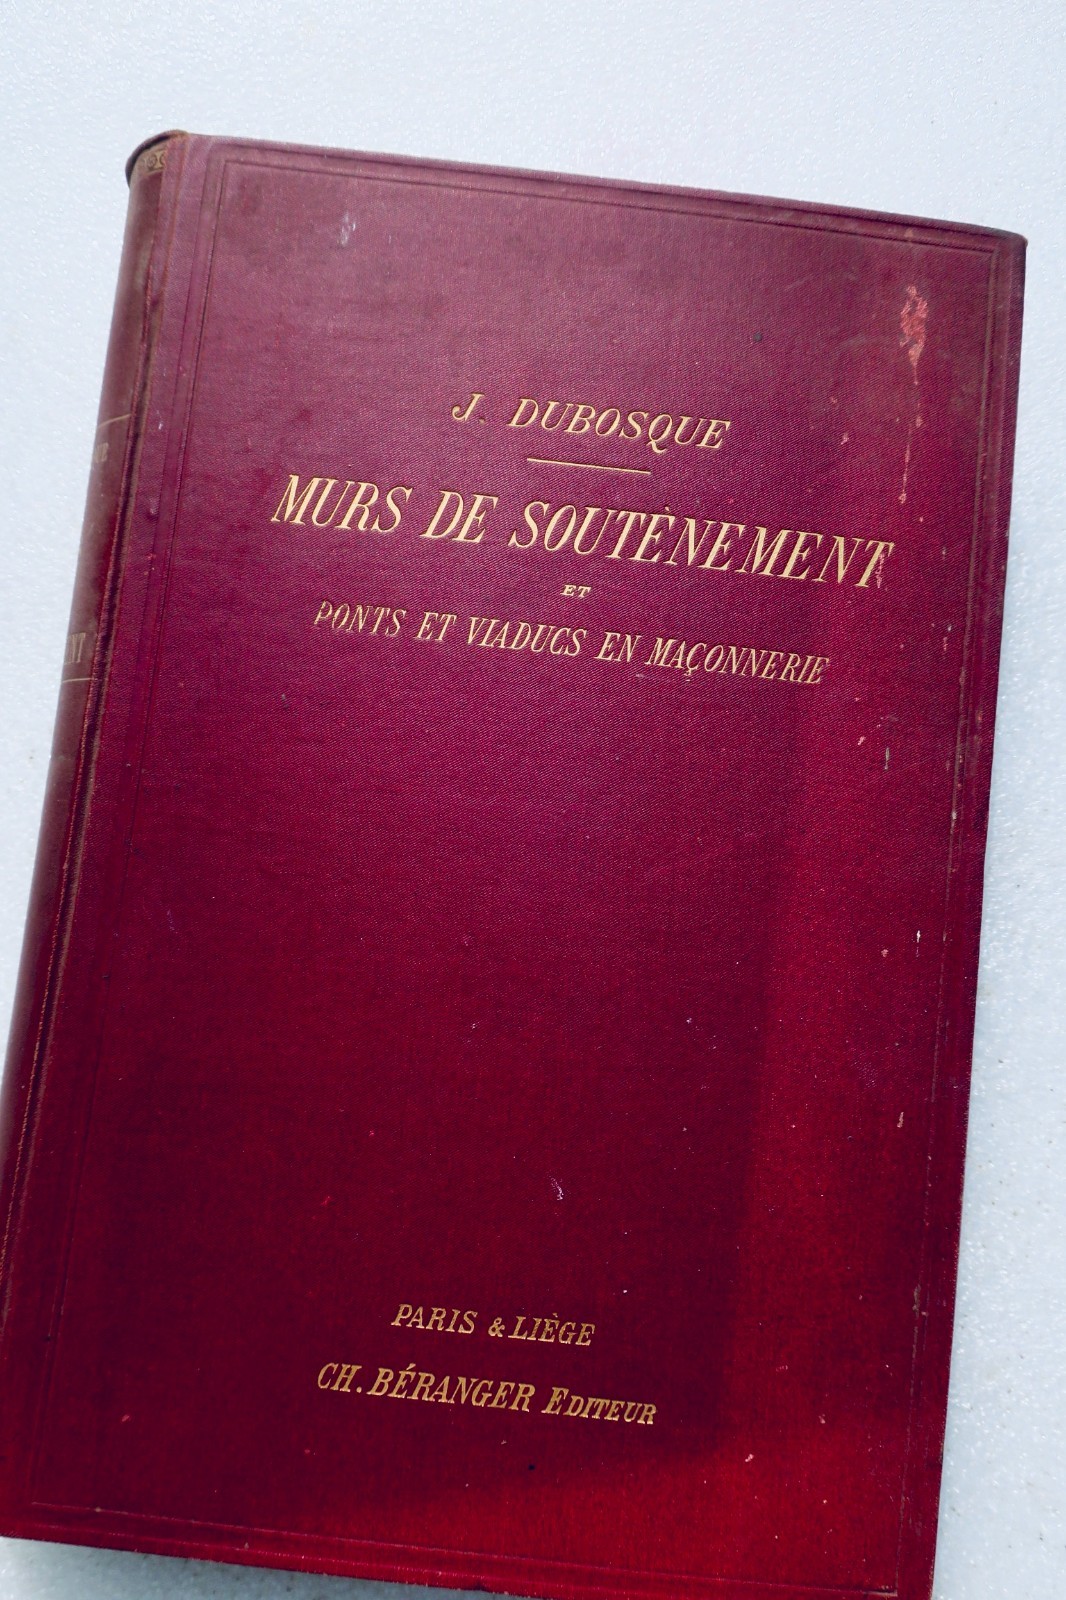 J. DUBOSQUE
MURS DE SOUTÈNEMENT
ET
PONTS ET VIADUCS EN MAÇONNERIE
PARIS & LIÈGE
CH. BÉRANGER EDITEUR